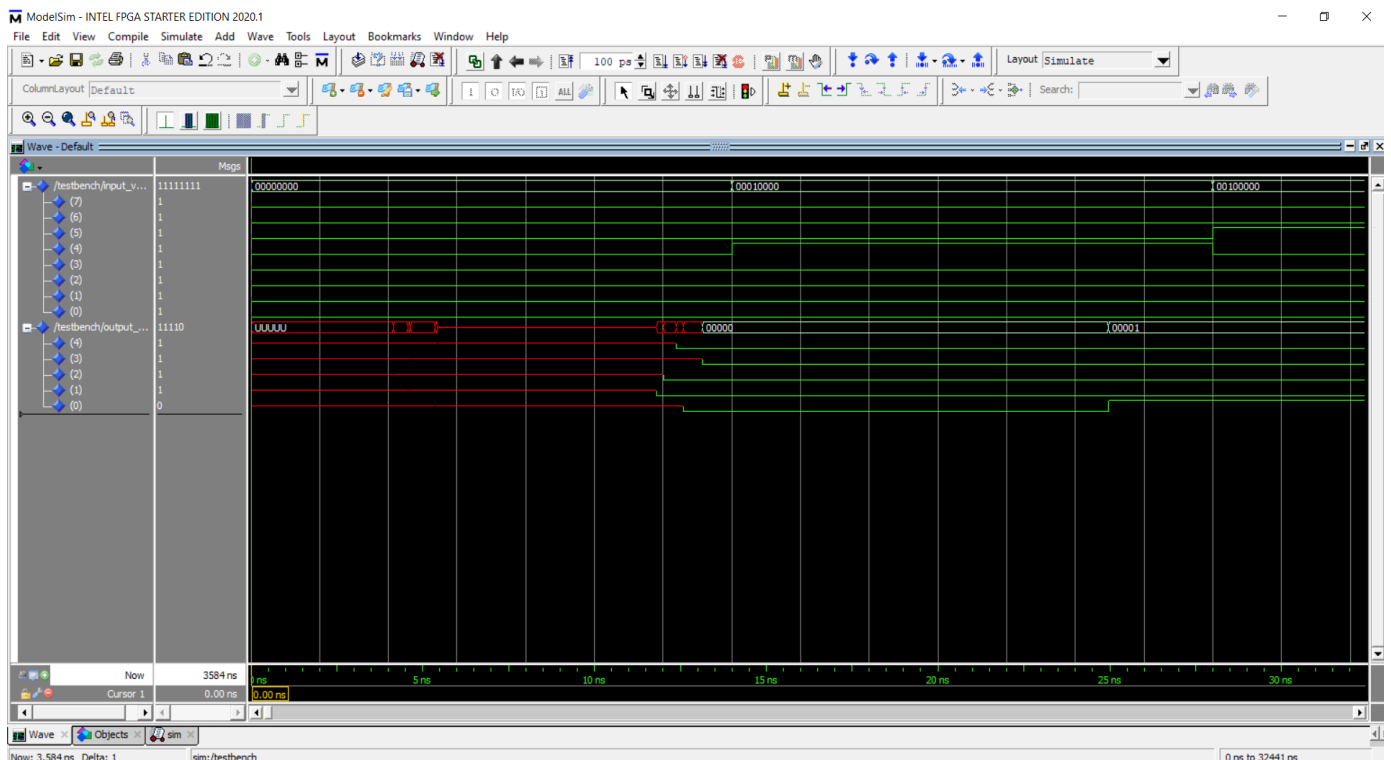 ModelSim - INTEL FPGA STARTER EDITION 2020.1
File Edit View Compile Simulate Add Wave Tools Layout Bookmarks Window Help
100 ps Layout Simulate
ColumnLayout Default ALL Search:
Wave - Default
Msgs
/testbench/input_v... 11111111 00000000 00010000 00100000
(7) 1
(6) 1
(5) 1
(4) 1
(3) 1
(2) 1
(1) 1
(0) 1
/testbench/output_... 11110 UUUUU 00000 00001
(4) 1
(3) 1
(2) 1
(1) 1
(0) 0
Now 3584 ns ns 5 ns 10 ns 15 ns 20 ns 25 ns 30 ns
Cursor 1 0.00 ns 0.00 ns
Wave Objects sim
Now: 3,584 ns Delta: 1 sim:/testbench 0 ps to 32441 ps